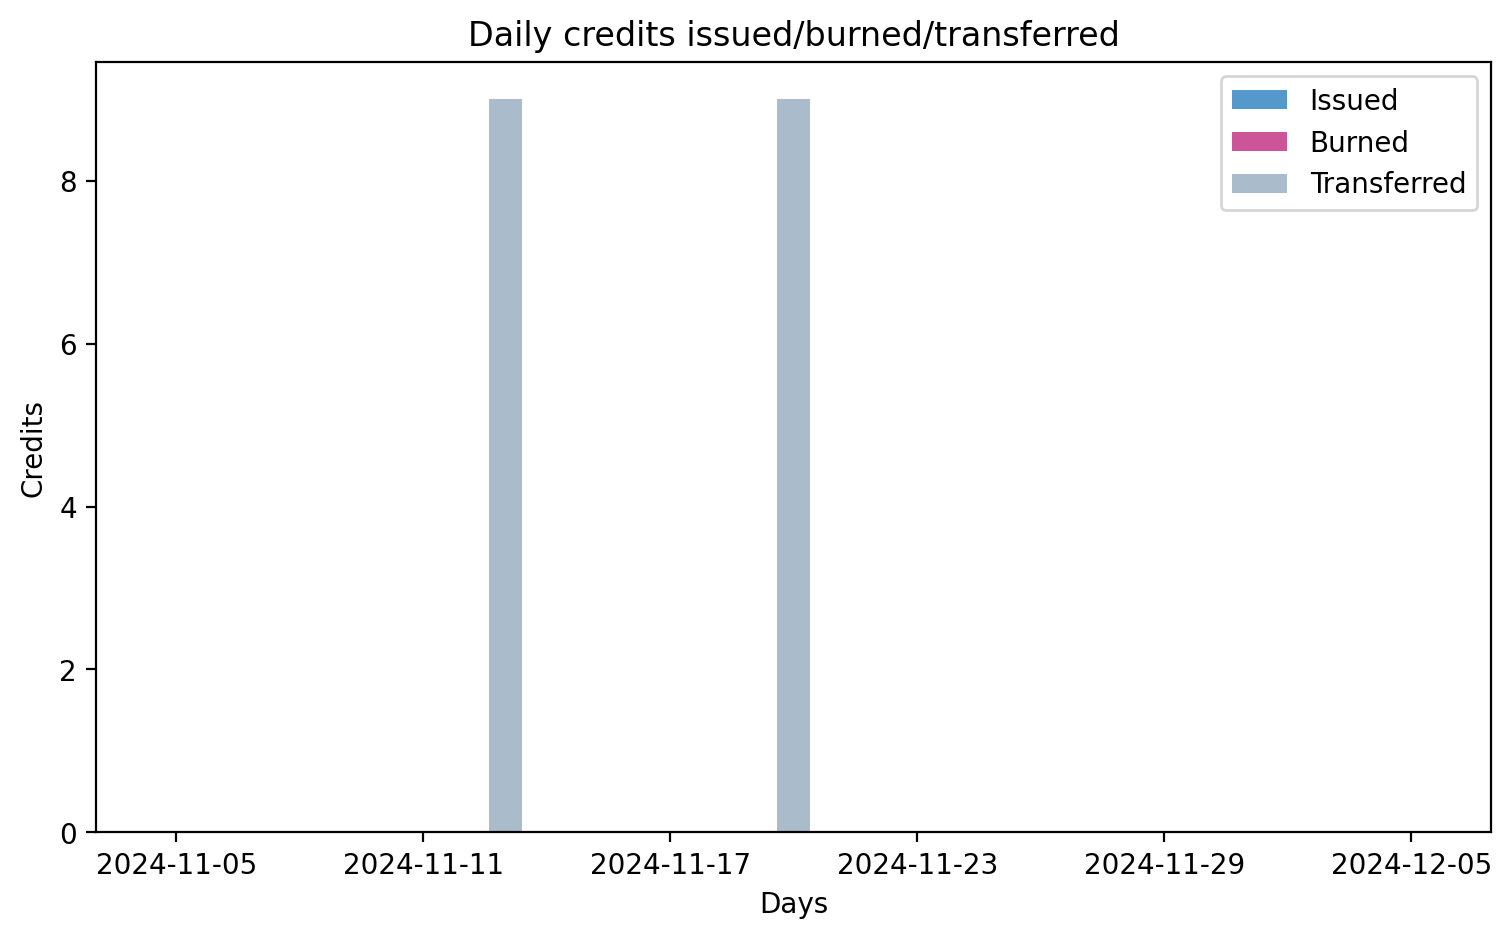 Daily credits issued/burned/transferred
Issued
Burned
Transferred
8
6
4
2
0
Credits
2024-11-05 2024-11-11 2024-11-17 2024-11-23 2024-11-29 2024-12-05
Days